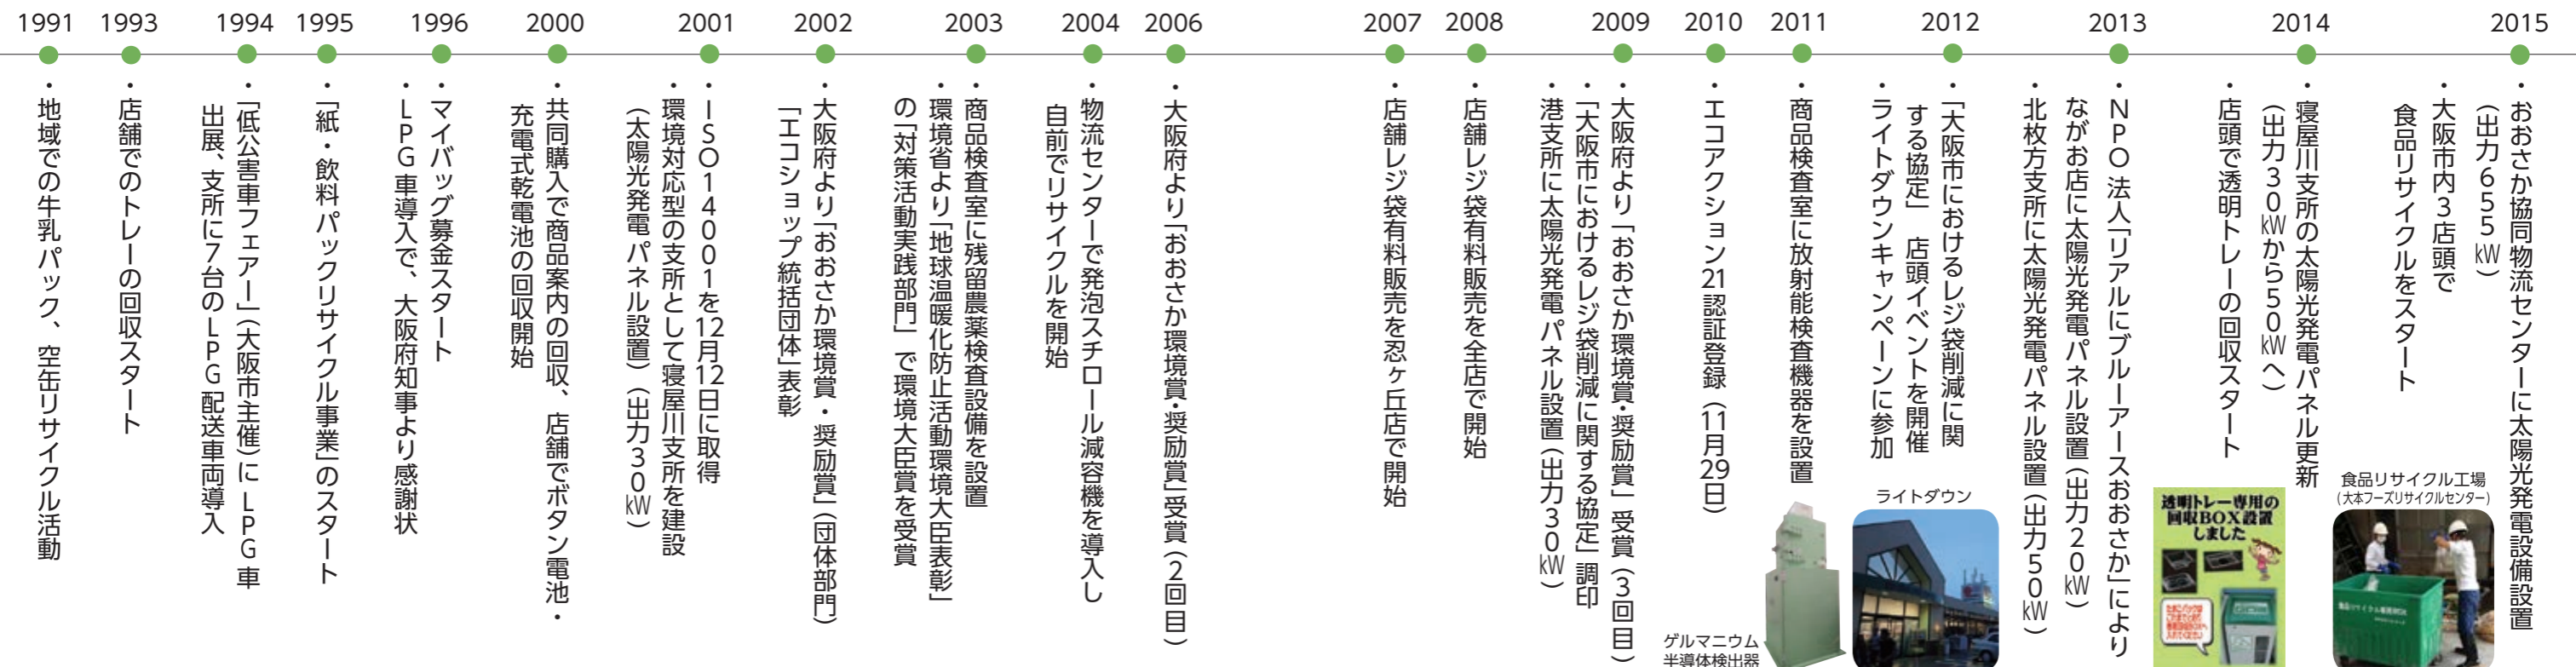 1991
・地域での牛乳パック、空缶リサイクル活動
1993
・店舗でのトレーの回収スタート
1994
・「低公害車フェアー」（大阪市主催）に LPG 車
出展、支所に7台のLPG 配送車両導入
1995
・「紙・飲料パックリサイクル事業」のスタート
1996
・マイバッグ募金スタート
・LPG 車導入で、大阪府知事より感謝状
2000
・共同購入で商品案内の回収、店舗でボタン電池・
充電式乾電池の回収開始
2001
・ISO14001を12月12日に取得
・環境対応型の支所として寝屋川支所を建設
（太陽光発電パネル設置）（出力30kW）
2002
・大阪府より「おおさか環境賞・奨励賞」（団体部門）
「エコショップ統括団体」表彰
2003
・商品検査室に残留農薬検査設備を設置
・環境省より「地球温暖化防止活動環境大臣表彰」
の「対策活動実践部門」で環境大臣賞を受賞
2004
・物流センターで発泡スチロール減容機を導入し
自前でリサイクルを開始
2006
・大阪府より「おおさか環境賞・奨励賞」受賞（2回目）
2007
・店舗レジ袋有料販売を忍ヶ丘店で開始
2008
・店舗レジ袋有料販売を全店で開始
2009
・大阪府より「おおさか環境賞・奨励賞」受賞（3回目）
・「大阪市におけるレジ袋削減に関する協定」調印
・港支所に太陽光発電パネル設置（出力30kW）
2010
・エコアクション21 認証登録（11月29日）
2011
・商品検査室に放射能検査機器を設置
ゲルマニウム
半導体検出器
2012
・「大阪市におけるレジ袋削減に関
する協定」 店頭イベントを開催
・ライトダウンキャンペーンに参加
ライトダウン
2013
・NPO 法人「リアルにブルーアースおおさか」により
ながお店に太陽光発電パネル設置（出力20kW）
・北枚方支所に太陽光発電パネル設置（出力50kW）
2014
・寝屋川支所の太陽光発電パネル更新
（出力30kWから50kWへ）
・店頭で透明トレーの回収スタート
透明トレー専用の
回収BOX設置
しました
2015
・おおさか協同物流センターに太陽光発電設備設置
（出力655kW）
・大阪市内3店頭で
食品リサイクルをスタート
食品リサイクル工場
（大本フーズリサイクルセンター）